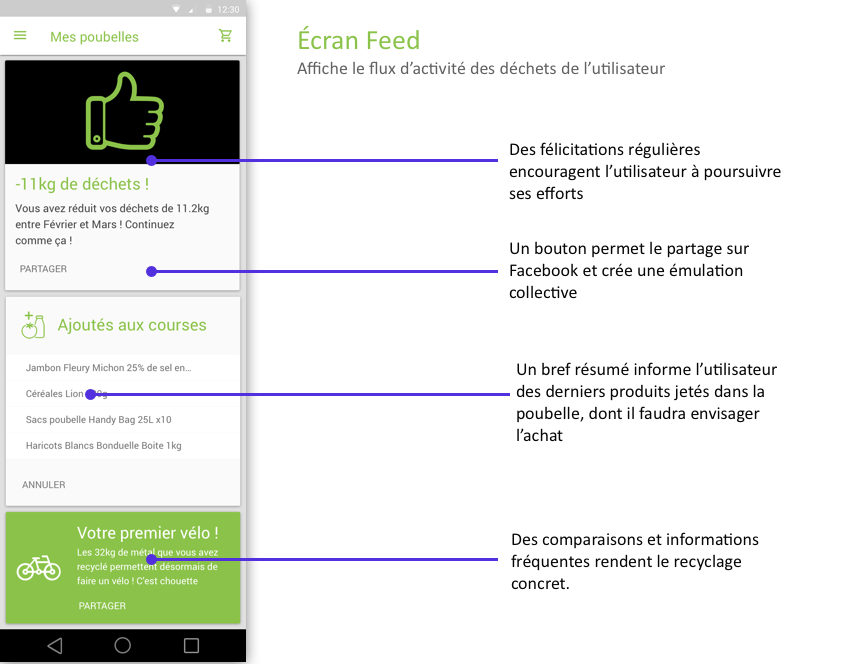 12:30
Mes poubelles
-11kg de déchets !
Vous avez réduit vos déchets de 11.2kg
entre Février et Mars ! Continuez
comme ça !
PARTAGER
Ajoutés aux courses
Jambon Fleury Michon 25% de sel en...
Céréales Lion
Sacs poubelle Handy Bag 25L x10
Haricots Blancs Bonduelle Boite 1kg
ANNULER
Votre premier vélo !
Les 32kg de métal que vous avez
recyclé permettent désormais de
faire un vélo ! C'est chouette
PARTAGER
Écran Feed
Affiche le flux d'activité des déchets de l'utilisateur
Des félicitations régulières
encouragent l'utilisateur à poursuivre
ses efforts
Un bouton permet le partage sur
Facebook et crée une émulation
collective
Un bref résumé informe l'utilisateur
des derniers produits jetés dans la
poubelle, dont il faudra envisager
l'achat
Des comparaisons et informations
fréquentes rendent le recyclage
concret.